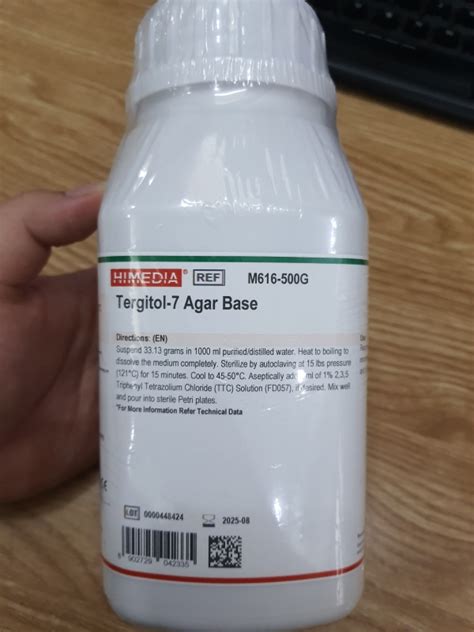 HIMEDIA® REF M616-500G
Tergitol-7 Agar Base
Directions: (EN)
Suspend 33.13 grams in 1000 ml purified/distilled water. Heat to boiling to
dissolve the medium completely. Sterilize by autoclaving at 15 lbs pressure
(121°C) for 15 minutes. Cool to 45-50°C. Aseptically add ml of 1% 2,3,5
Triphenyl Tetrazolium Chloride (TTC) Solution (FD057), if desired. Mix well
and pour into sterile Petri plates.
*For More Information Refer Technical Data
LOT 0000448424 2025-08
8 902729 042335